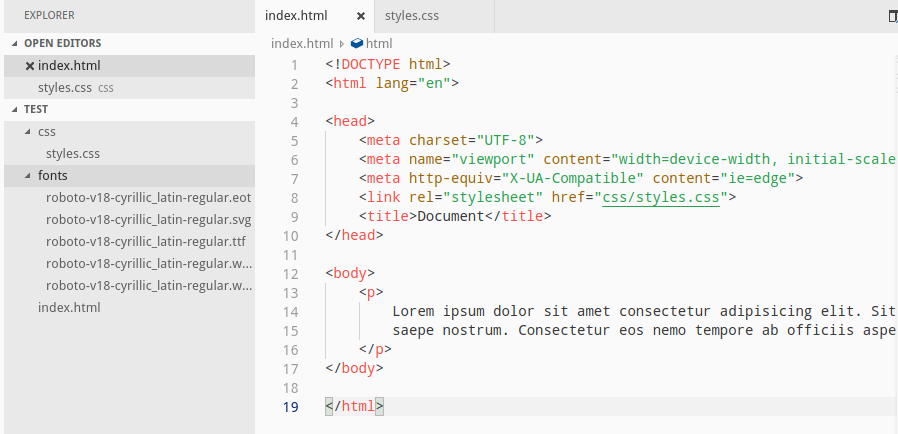 EXPLORER
OPEN EDITORS
index.html
styles.css css
TEST
css
styles.css
fonts
roboto-v18-cyrillic_latin-regular.eot
roboto-v18-cyrillic_latin-regular.svg
roboto-v18-cyrillic_latin-regular.ttf
roboto-v18-cyrillic_latin-regular.w...
roboto-v18-cyrillic_latin-regular.w...
index.html
index.html styles.css
index.html html
1 <!DOCTYPE html>
2 <html lang="en">
3
4 <head>
5 <meta charset="UTF-8">
6 <meta name="viewport" content="width=device-width, initial-scale
7 <meta http-equiv="X-UA-Compatible" content="ie=edge">
8 <link rel="stylesheet" href="css/styles.css">
9 <title>Document</title>
10 </head>
11
12 <body>
13 <p>
14 Lorem ipsum dolor sit amet consectetur adipisicing elit. Sit
15 saepe nostrum. Consectetur eos nemo tempore ab officiis aspe
16 </p>
17 </body>
18
19 </html>